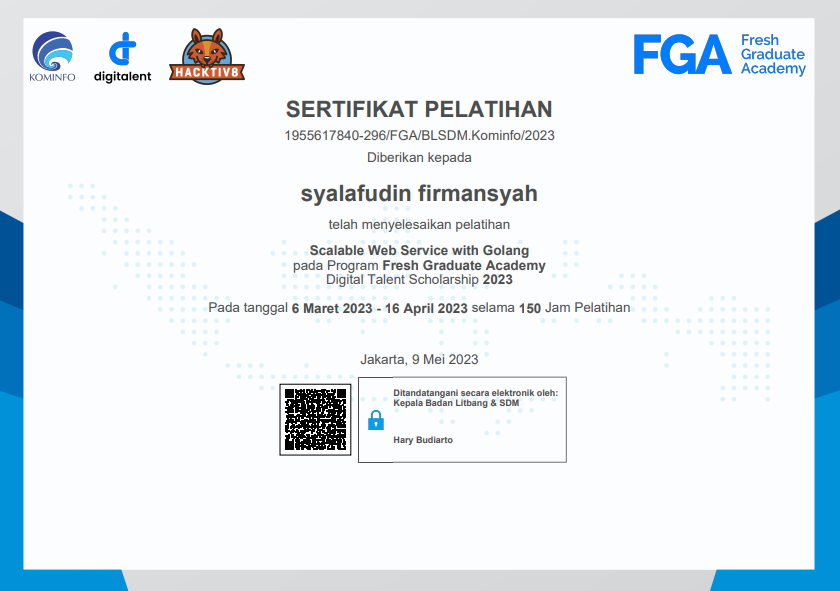 KOMINFO
digitalent
HACKTIV8
FGA
Fresh
Graduate
Academy
SERTIFIKAT PELATIHAN
1955617840-296/FGA/BLSDM.Kominfo/2023
Diberikan kepada
syalafudin firmansyah
telah menyelesaikan pelatihan
Scalable Web Service with Golang
pada Program Fresh Graduate Academy
Digital Talent Scholarship 2023
Pada tanggal 6 Maret 2023 - 16 April 2023 selama 150 Jam Pelatihan
Jakarta, 9 Mei 2023
Ditandatangani secara elektronik oleh:
Kepala Badan Litbang & SDM
Hary Budiarto